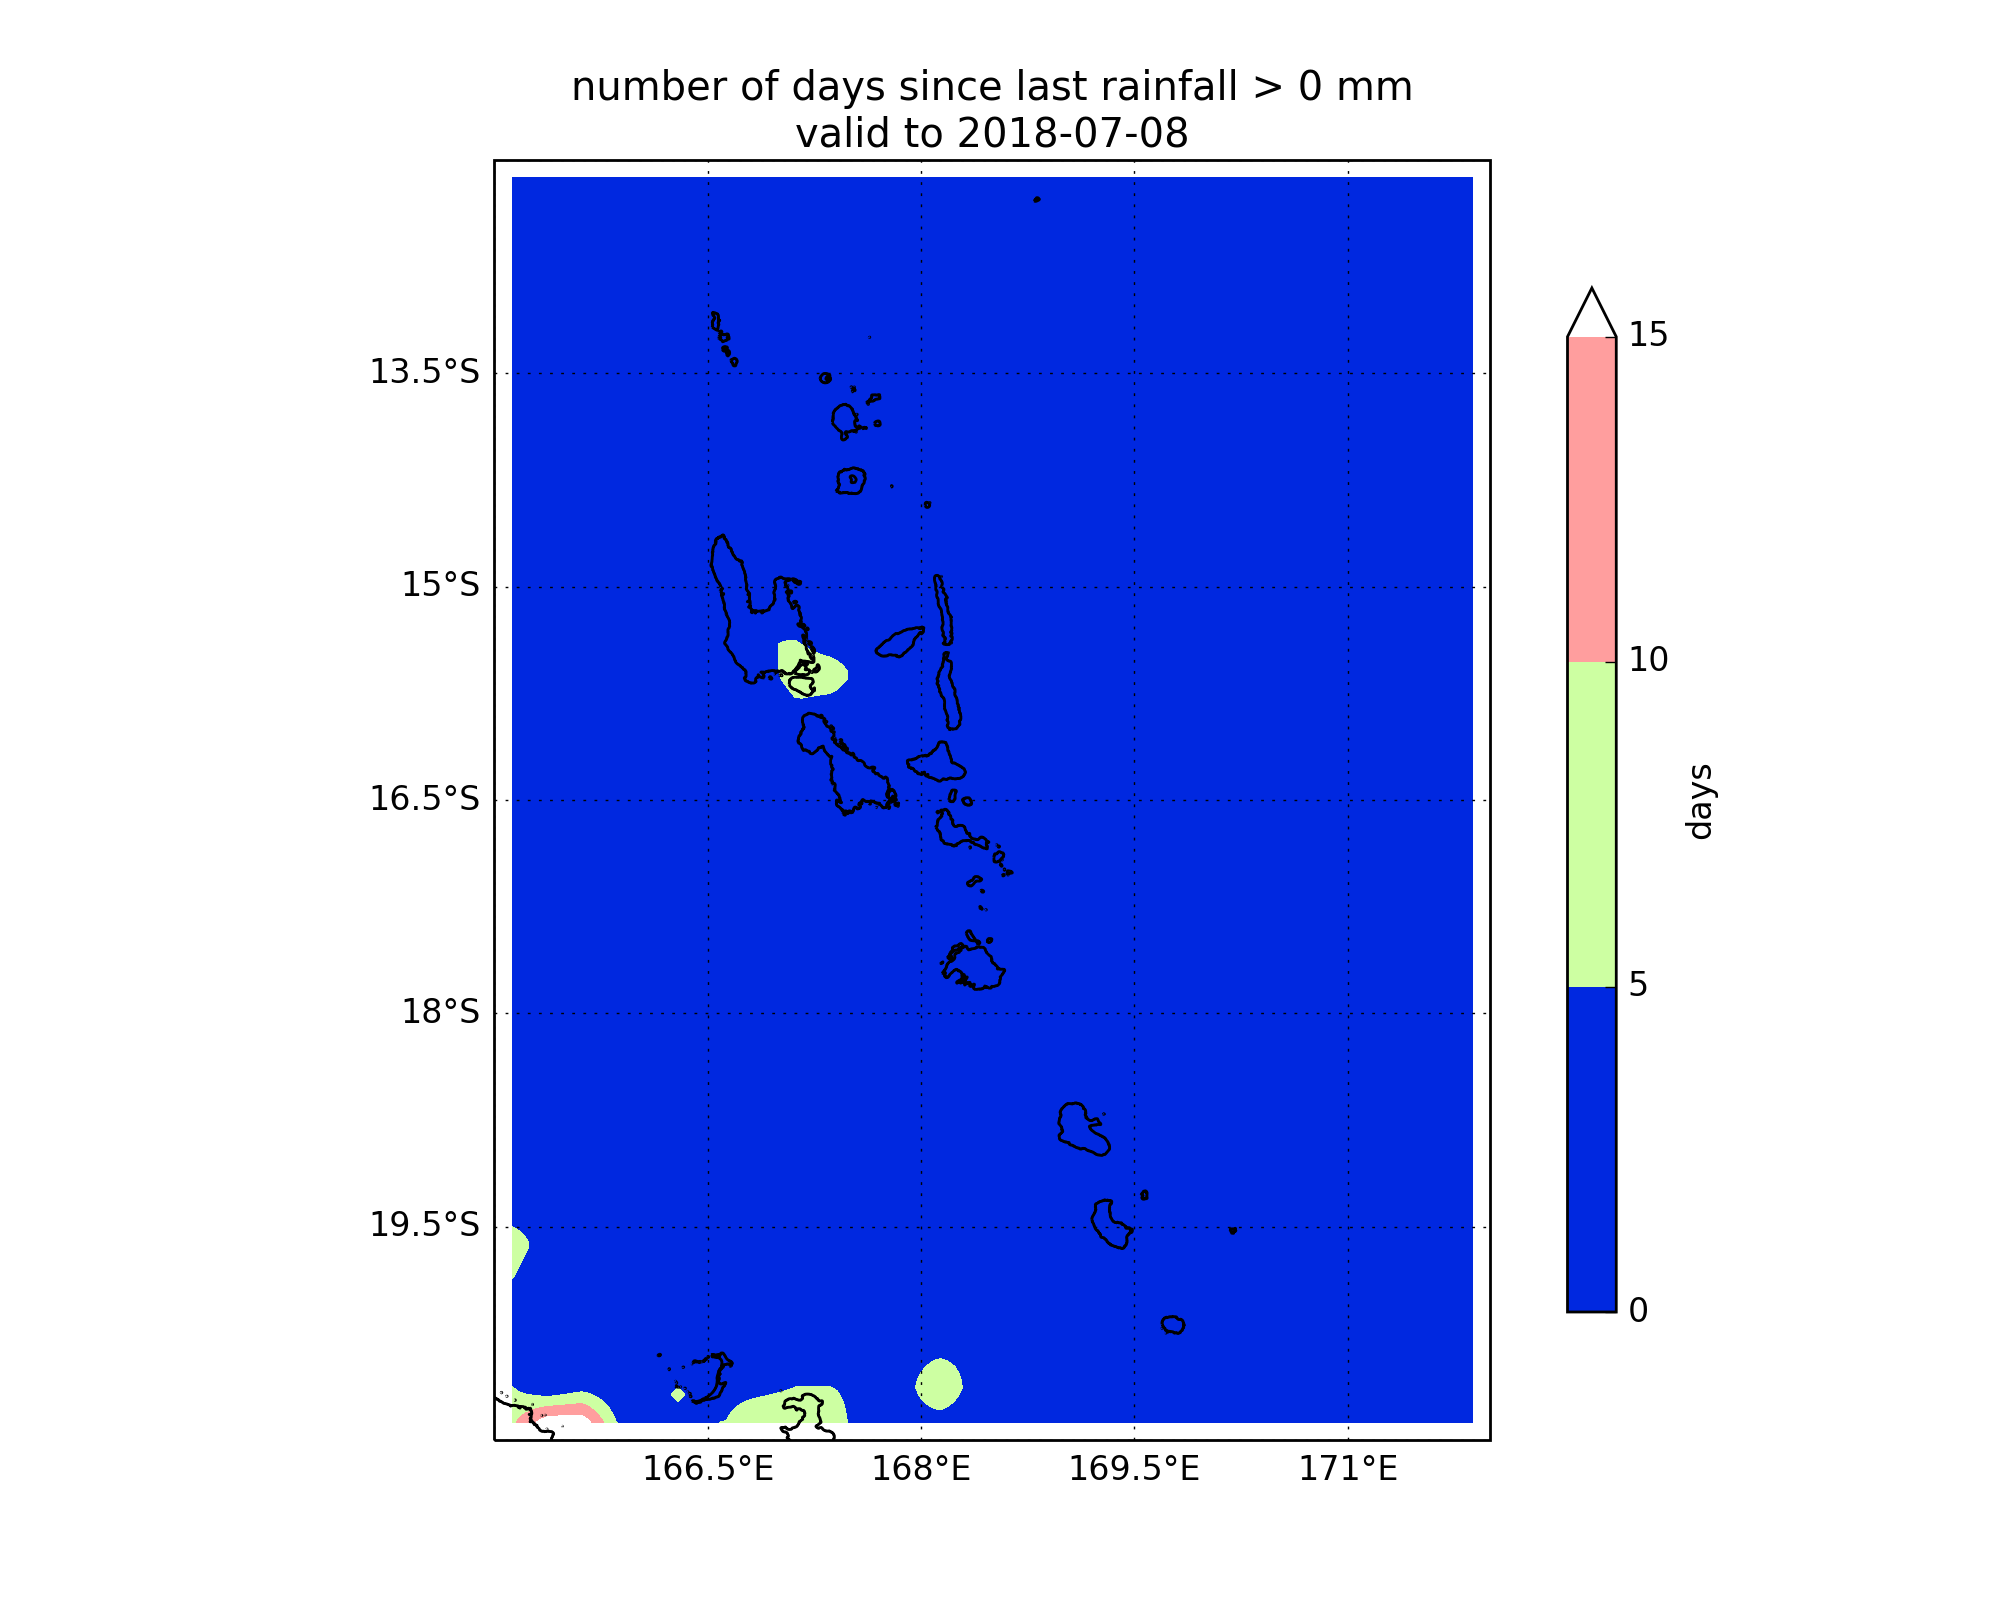 number of days since last rainfall > 0 mm
valid to 2018-07-08
13.5°S
15°S
16.5°S
18°S
19.5°S
166.5°E
168°E
169.5°E
171°E
15
10
5
0
days